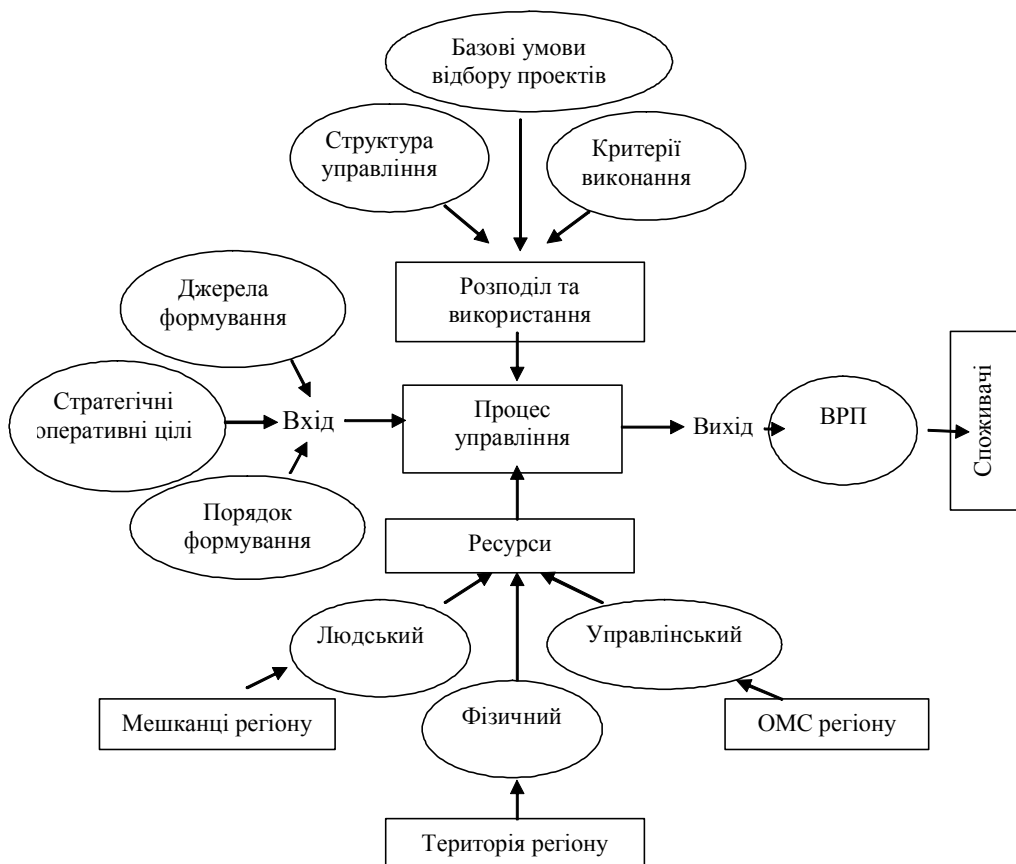 Базові умови
відбору проектів
Структура
управління
Критерії
виконання
Розподіл та
використання
Джерела
формування
Стратегічні
оперативні цілі
Вхід
Порядок
формування
Процес
управління
Вихід
ВРП
Споживачі
Ресурси
Людський
Управлінський
Фізичний
Мешканці регіону
ОМС регіону
Територія регіону